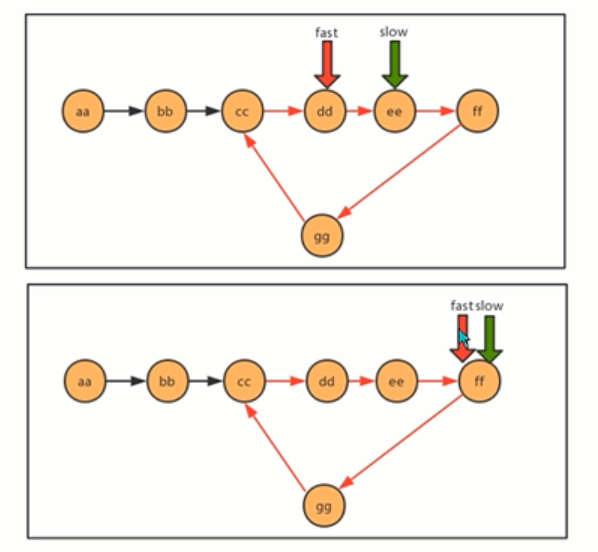 fast slow
aa bb cc dd ee ff
gg
fast slow
aa bb cc dd ee ff
gg